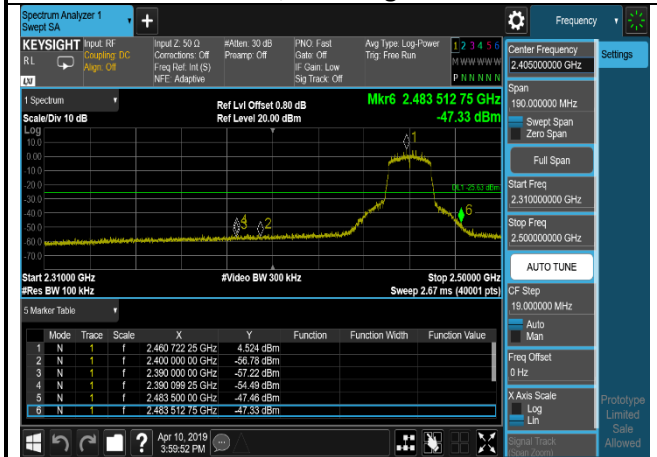 Spectrum Analyzer 1
Swept SA
Frequency
KEYSIGHT
RL
LXI
Input: RF
Coupling: DC
Align: Off
Input Z: 50 Ω
Corrections: Off
Freq Ref: Int (S)
NFE: Adaptive
#Atten: 30 dB
Preamp: Off
PNO: Fast
Gate: Off
IF Gain: Low
Sig Track: Off
Avg Type: Log-Power
Trig: Free Run
1 2 3 4 5 6
M W W W W W
P N N N N N
1 Spectrum
Scale/Div 10 dB
Ref Lvl Offset 0.80 dB
Ref Level 20.00 dBm
Mkr6 2.483 512 75 GHz
-47.33 dBm
Log
10.0
0.00
-10.0
-20.0
-30.0
-40.0
-50.0
-60.0
-70.0
1
DL1 -25.63 dBm
2
6
Start 2.31000 GHz
#Res BW 100 kHz
#Video BW 300 kHz
Stop 2.50000 GHz
Sweep 2.67 ms (40001 pts)
5 Marker Table
Mode Trace Scale X Y Function Function Width Function Value
1 N 1 f 2.460 722 25 GHz 4.524 dBm
2 N 1 f 2.400 000 00 GHz -56.78 dBm
3 N 1 f 2.390 000 00 GHz -57.22 dBm
4 N 1 f 2.390 099 25 GHz -54.49 dBm
5 N 1 f 2.483 500 00 GHz -47.46 dBm
6 N 1 f 2.483 512 75 GHz -47.33 dBm
Apr 10, 2019
3:59:52 PM
Center Frequency
2.405000000 GHz
Span
190.000000 MHz
Swept Span
Zero Span
Full Span
Start Freq
2.310000000 GHz
Stop Freq
2.500000000 GHz
AUTO TUNE
CF Step
19.000000 MHz
Auto
Man
Freq Offset
0 Hz
X Axis Scale
Log
Lin
Signal Track
(Span Zoom)
Settings
Prototype
Limited
Sale
Allowed